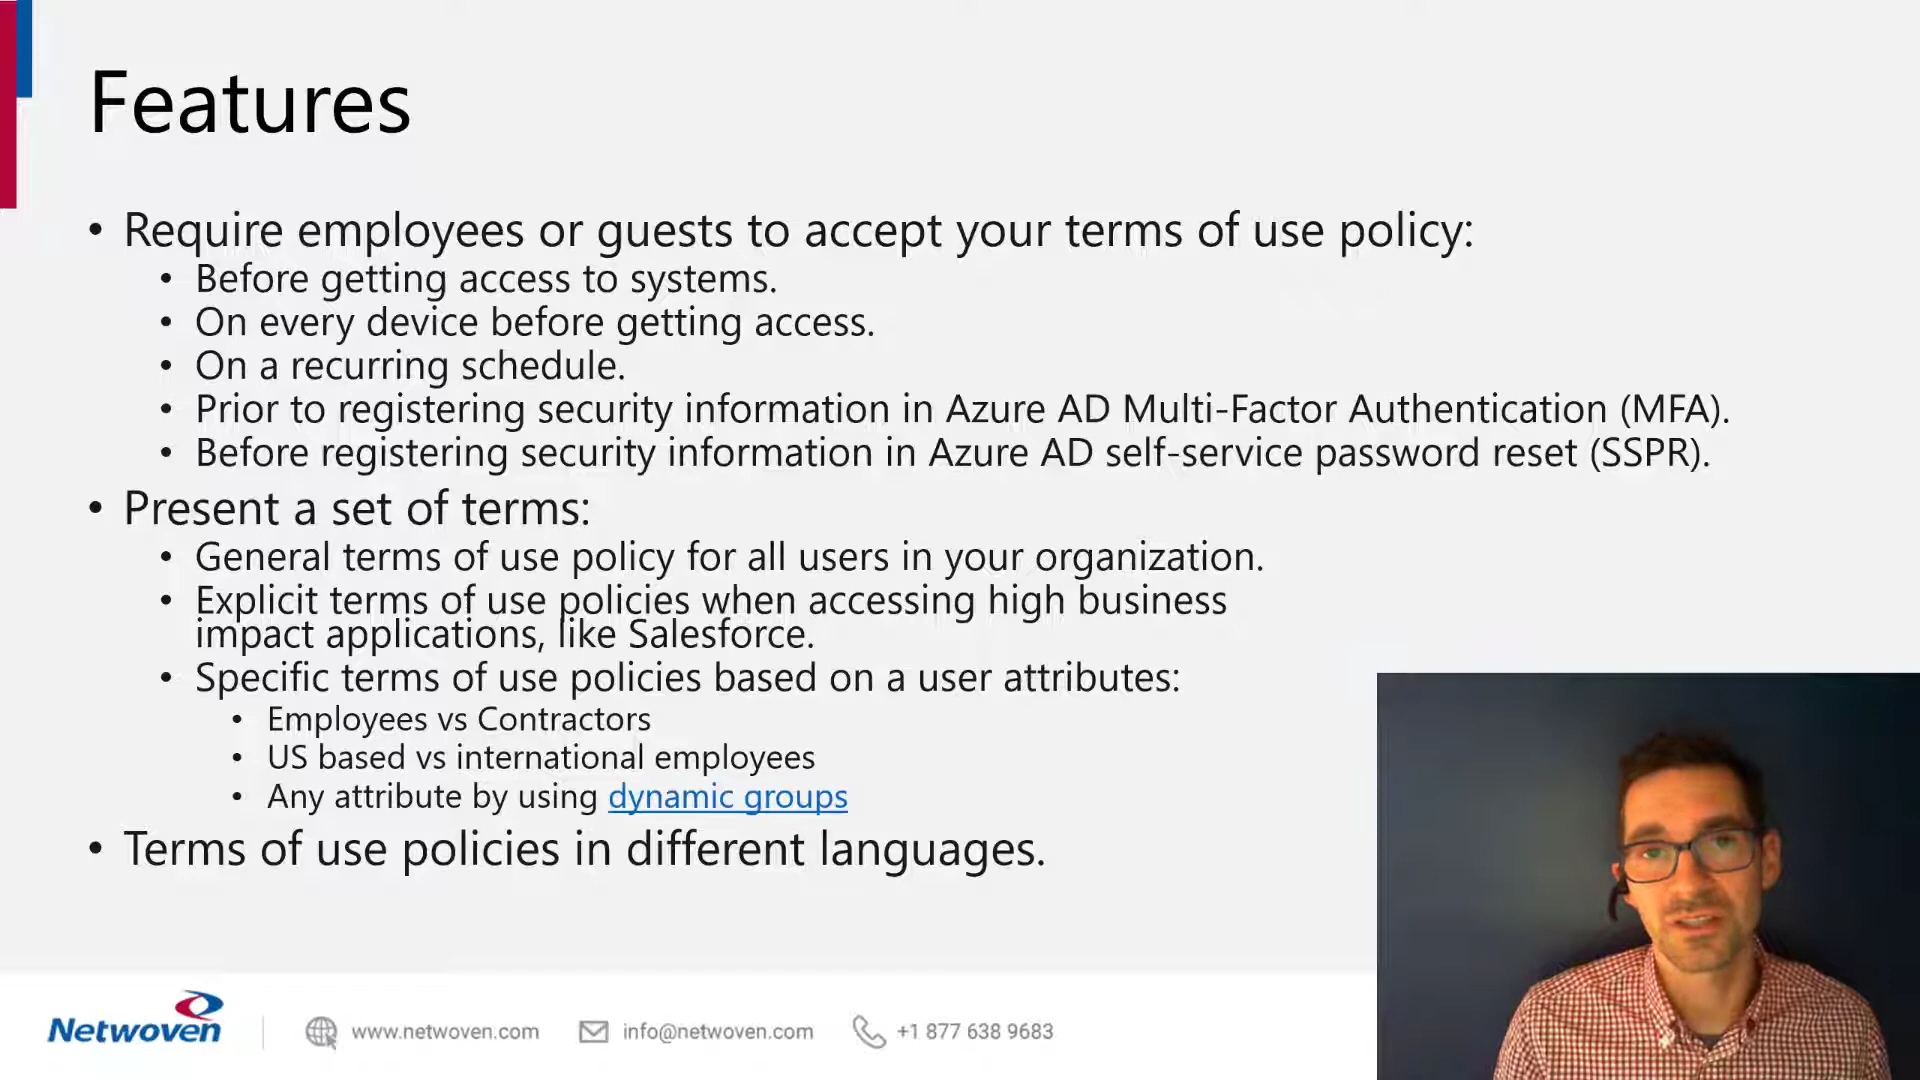 Features
• Require employees or guests to accept your terms of use policy:
• Before getting access to systems.
• On every device before getting access.
• On a recurring schedule.
• Prior to registering security information in Azure AD Multi-Factor Authentication (MFA).
• Before registering security information in Azure AD self-service password reset (SSPR).
• Present a set of terms:
• General terms of use policy for all users in your organization.
• Explicit terms of use policies when accessing high business
impact applications, like Salesforce.
• Specific terms of use policies based on a user attributes:
• Employees vs Contractors
• US based vs international employees
• Any attribute by using dynamic groups
• Terms of use policies in different languages.
Netwoven
www.netwoven.com
info@netwoven.com
+1 877 638 9683